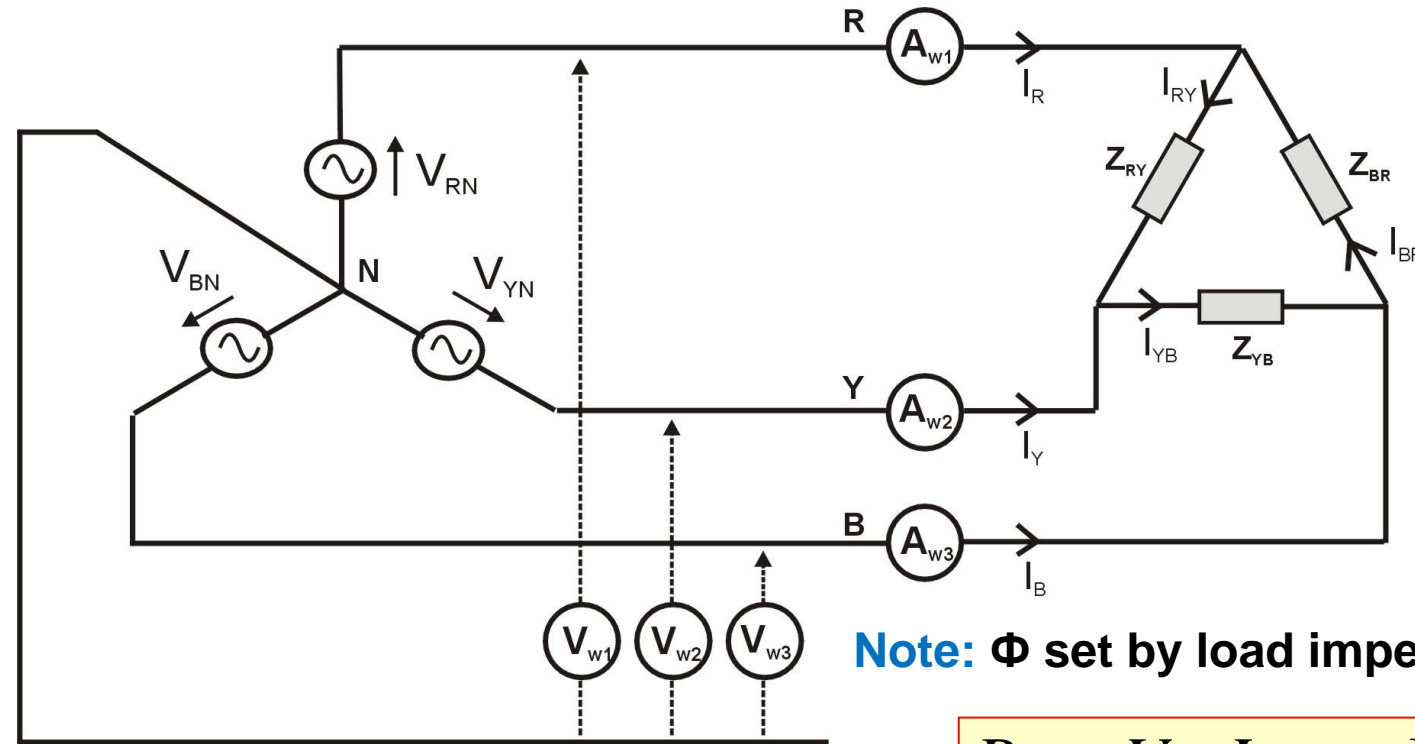 R
A w1
I R
I RY
Z RY
Z BR
I BR
V RN
N
V BN
V YN
I YB
Z YB
Y
A w2
I Y
B
A w3
I B
V w1
V w2
V w3
Note: Φ set by load impe